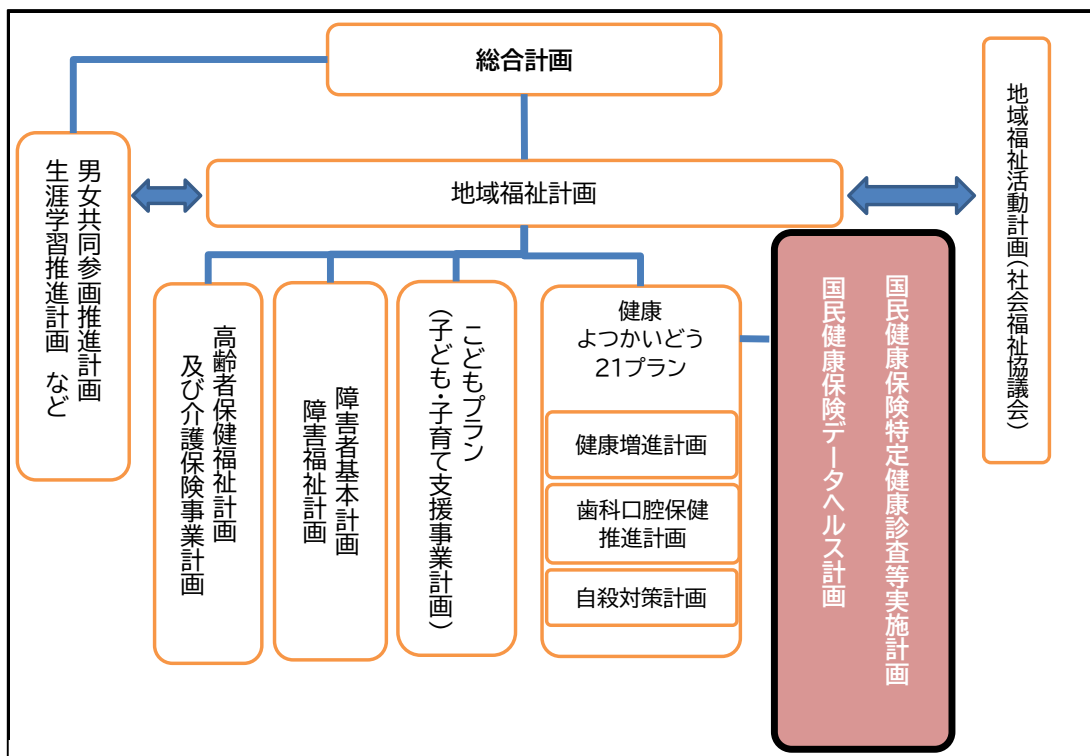 総合計画
地域福祉計画
男女共同参画推進計画
生涯学習推進計画 など
地域福祉活動計画(社会福祉協議会)
高齢者保健福祉計画
及び介護保険事業計画
障害者基本計画
障害福祉計画
こどもプラン
(子ども・子育て支援事業計画)
健康
よつかいどう
21プラン
健康増進計画
歯科口腔保健
推進計画
自殺対策計画
国民健康保険特定健康診査等実施計画
国民健康保険データヘルス計画